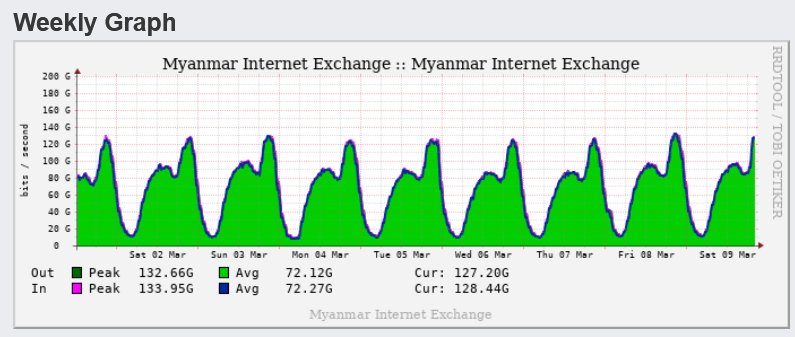 Weekly Graph
Myanmar Internet Exchange :: Myanmar Internet Exchange
RRDTOOL / TOBI OETIKER
bits / second
200 G
180 G
160 G
140 G
120 G
100 G
80 G
60 G
40 G
20 G
0
Sat 02 Mar Sun 03 Mar Mon 04 Mar Tue 05 Mar Wed 06 Mar Thu 07 Mar Fri 08 Mar Sat 09 Mar
Out Peak 132.66G Avg 72.12G Cur: 127.20G
In Peak 133.95G Avg 72.27G Cur: 128.44G
Myanmar Internet Exchange